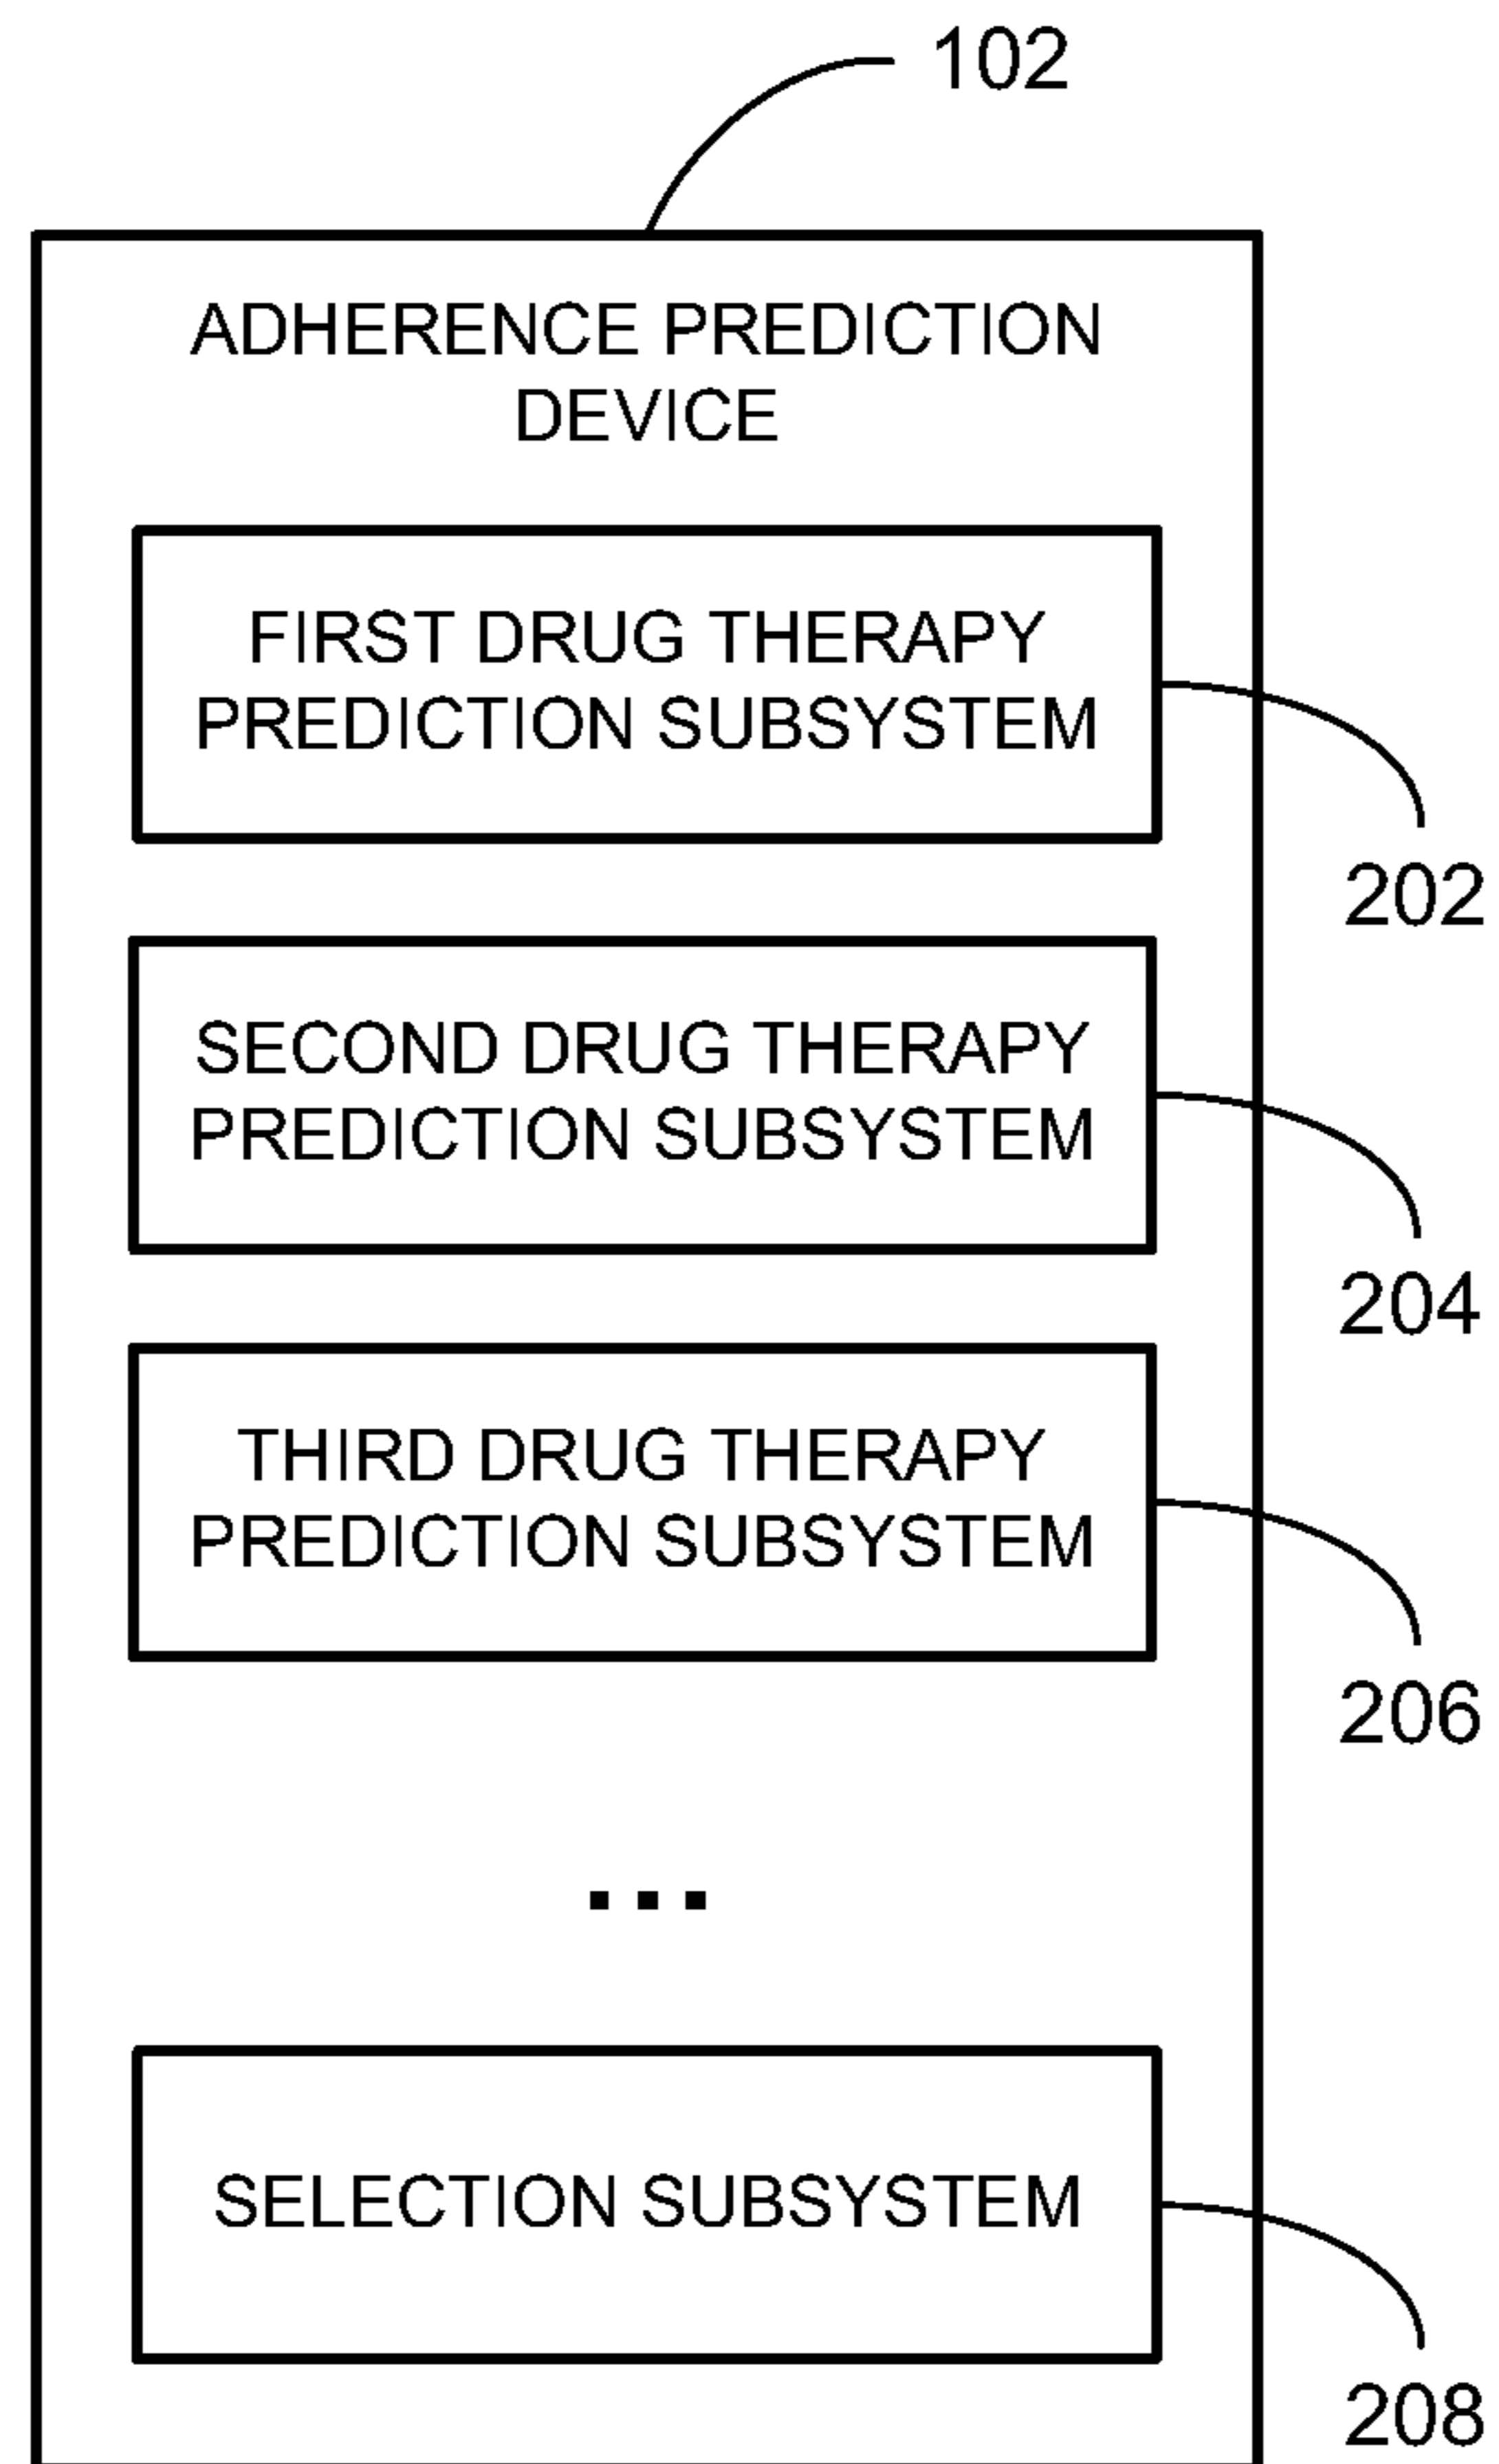 102
ADHERENCE PREDICTION
DEVICE
FIRST DRUG THERAPY
PREDICTION SUBSYSTEM
202
SECOND DRUG THERAPY
PREDICTION SUBSYSTEM
204
THIRD DRUG THERAPY
PREDICTION SUBSYSTEM
206
...
SELECTION SUBSYSTEM
208